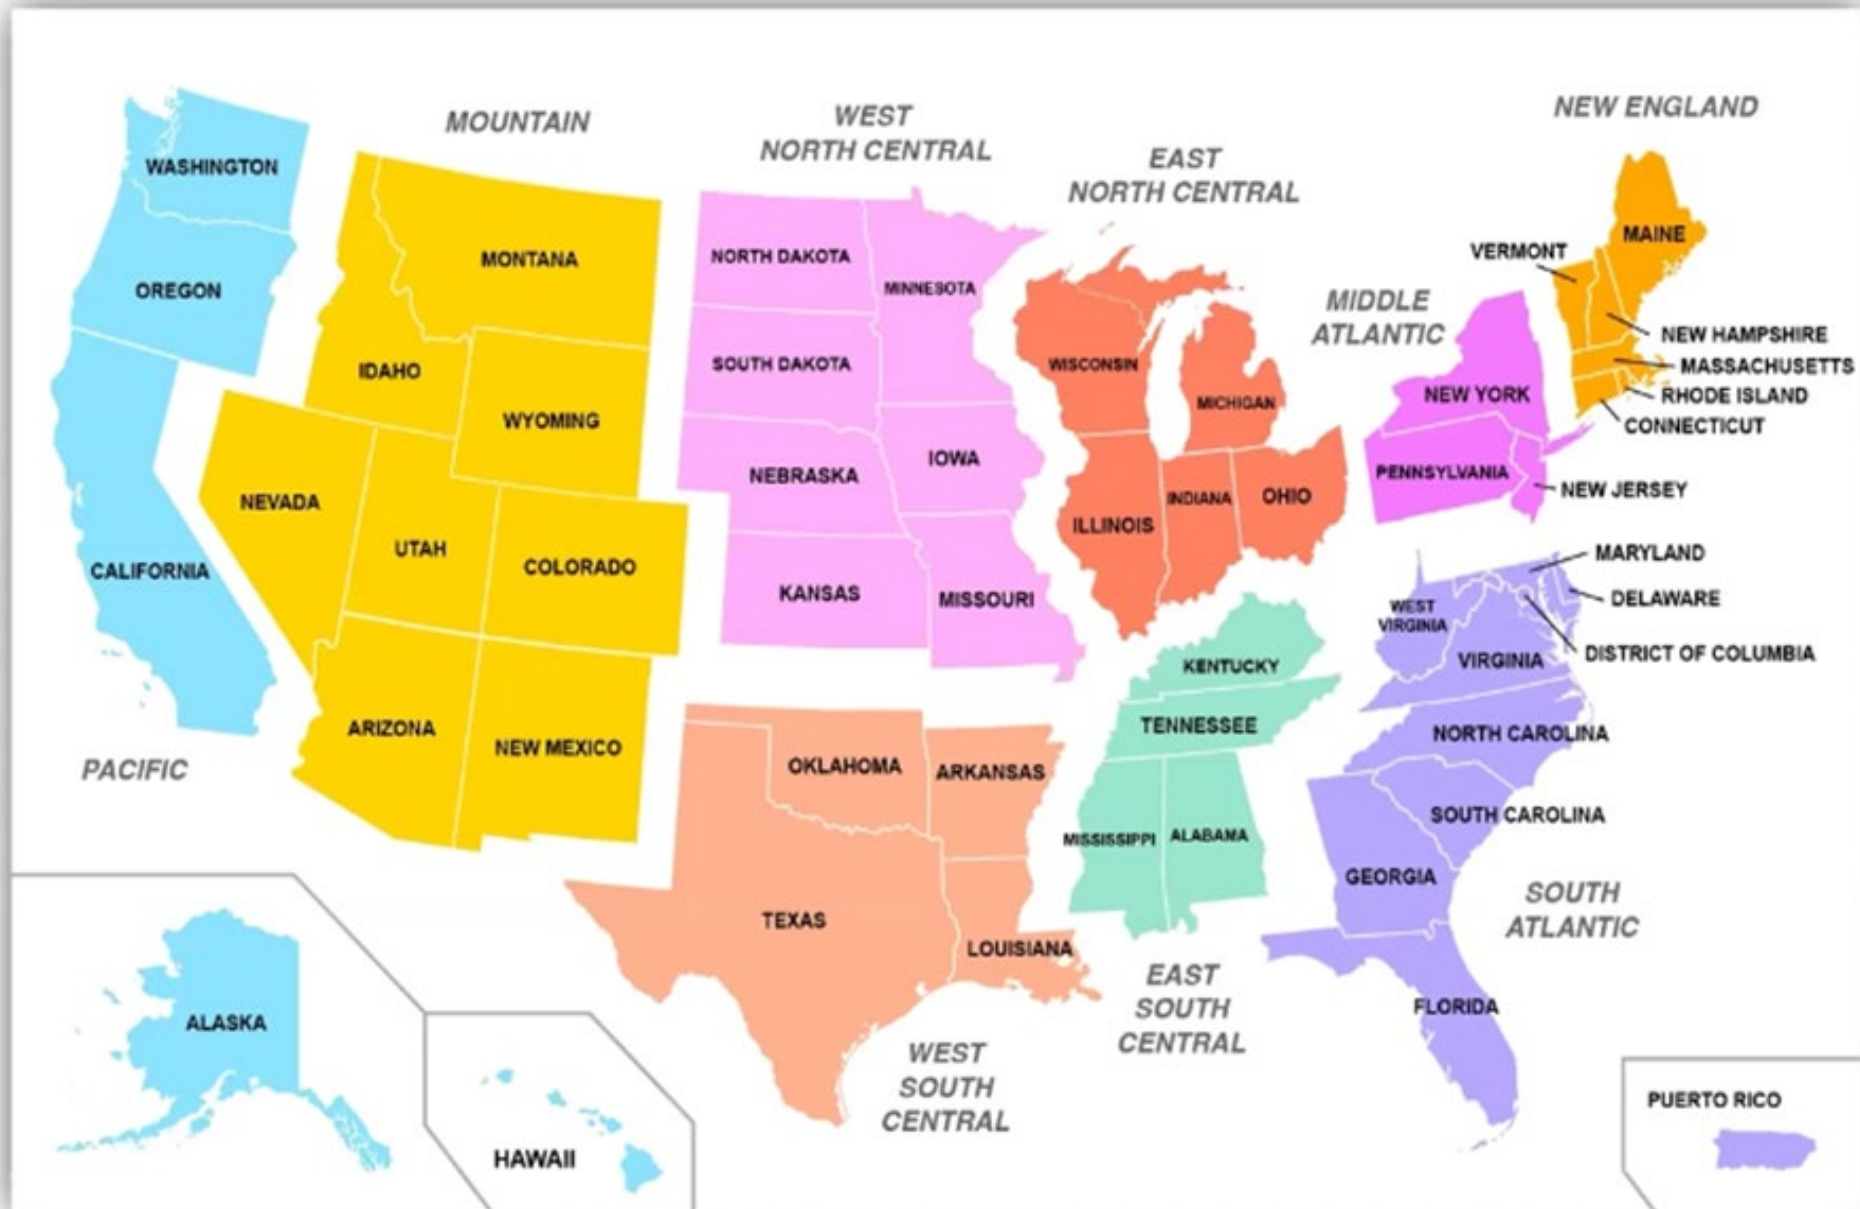 MOUNTAIN
WEST
NORTH CENTRAL
EAST
NORTH CENTRAL
NEW ENGLAND
WASHINGTON
OREGON
CALIFORNIA
PACIFIC
MONTANA
IDAHO
WYOMING
NEVADA
UTAH
COLORADO
ARIZONA
NEW MEXICO
NORTH DAKOTA
MINNESOTA
SOUTH DAKOTA
NEBRASKA
IOWA
KANSAS
MISSOURI
WISCONSIN
MICHIGAN
ILLINOIS
INDIANA
OHIO
MIDDLE
ATLANTIC
NEW YORK
PENNSYLVANIA
NEW JERSEY
VERMONT
MAINE
NEW HAMPSHIRE
MASSACHUSETTS
RHODE ISLAND
CONNECTICUT
MARYLAND
DELAWARE
DISTRICT OF COLUMBIA
WEST
VIRGINIA
VIRGINIA
NORTH CAROLINA
SOUTH CAROLINA
GEORGIA
FLORIDA
SOUTH
ATLANTIC
KENTUCKY
TENNESSEE
MISSISSIPPI
ALABAMA
EAST
SOUTH
CENTRAL
OKLAHOMA
ARKANSAS
TEXAS
LOUISIANA
WEST
SOUTH
CENTRAL
ALASKA
HAWAII
PUERTO RICO